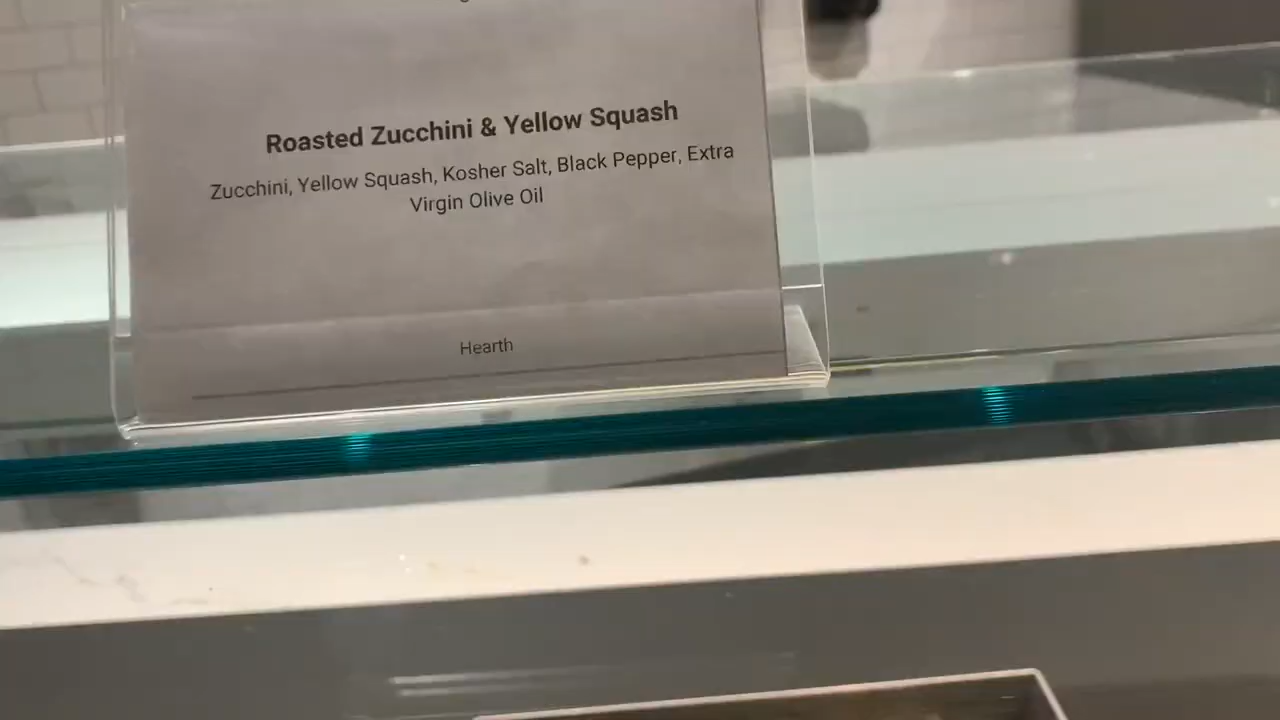 Roasted Zucchini & Yellow Squash
Zucchini, Yellow Squash, Kosher Salt, Black Pepper, Extra
Virgin Olive Oil
Hearth